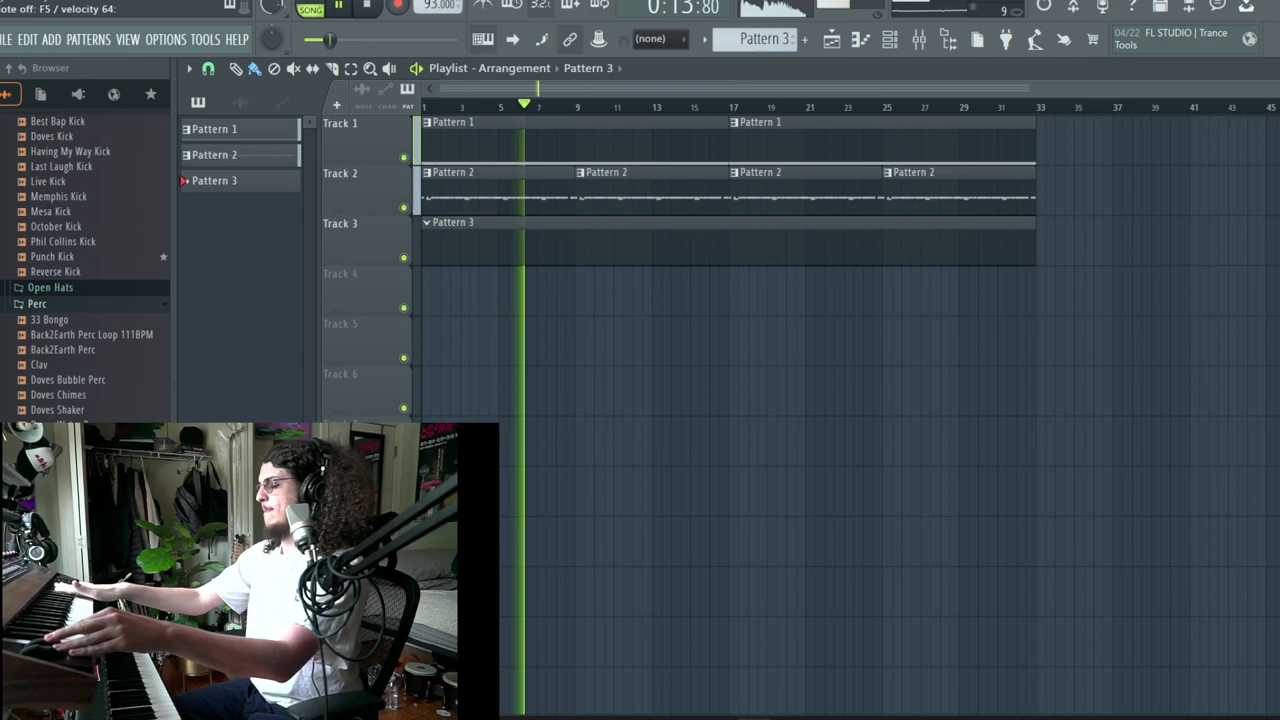 ote off: F5 / velocity 64:
SONG
93.000
3.2.
0:13:80
9
ILE EDIT ADD PATTERNS VIEW OPTIONS TOOLS HELP
(none)
Pattern 3
04/22 FL STUDIO | Trance
Tools
Browser
Playlist - Arrangement
Pattern 3
NOTE CHAN PAT
1 3 5 7 9 11 13 15 17 19 21 23 25 27 29 31 33 35 37 39 41 43 45
Best Bap Kick
Doves Kick
Having My Way Kick
Last Laugh Kick
Live Kick
Memphis Kick
Mesa Kick
October Kick
Phil Collins Kick
Punch Kick
Reverse Kick
Open Hats
Perc
33 Bongo
Back2Earth Perc Loop 111BPM
Back2Earth Perc
Clav
Doves Bubble Perc
Doves Chimes
Doves Shaker
Pattern 1
Pattern 2
Pattern 3
Track 1
Pattern 1
Pattern 1
Track 2
Pattern 2
Pattern 2
Pattern 2
Pattern 2
Track 3
Pattern 3
Track 4
Track 5
Track 6